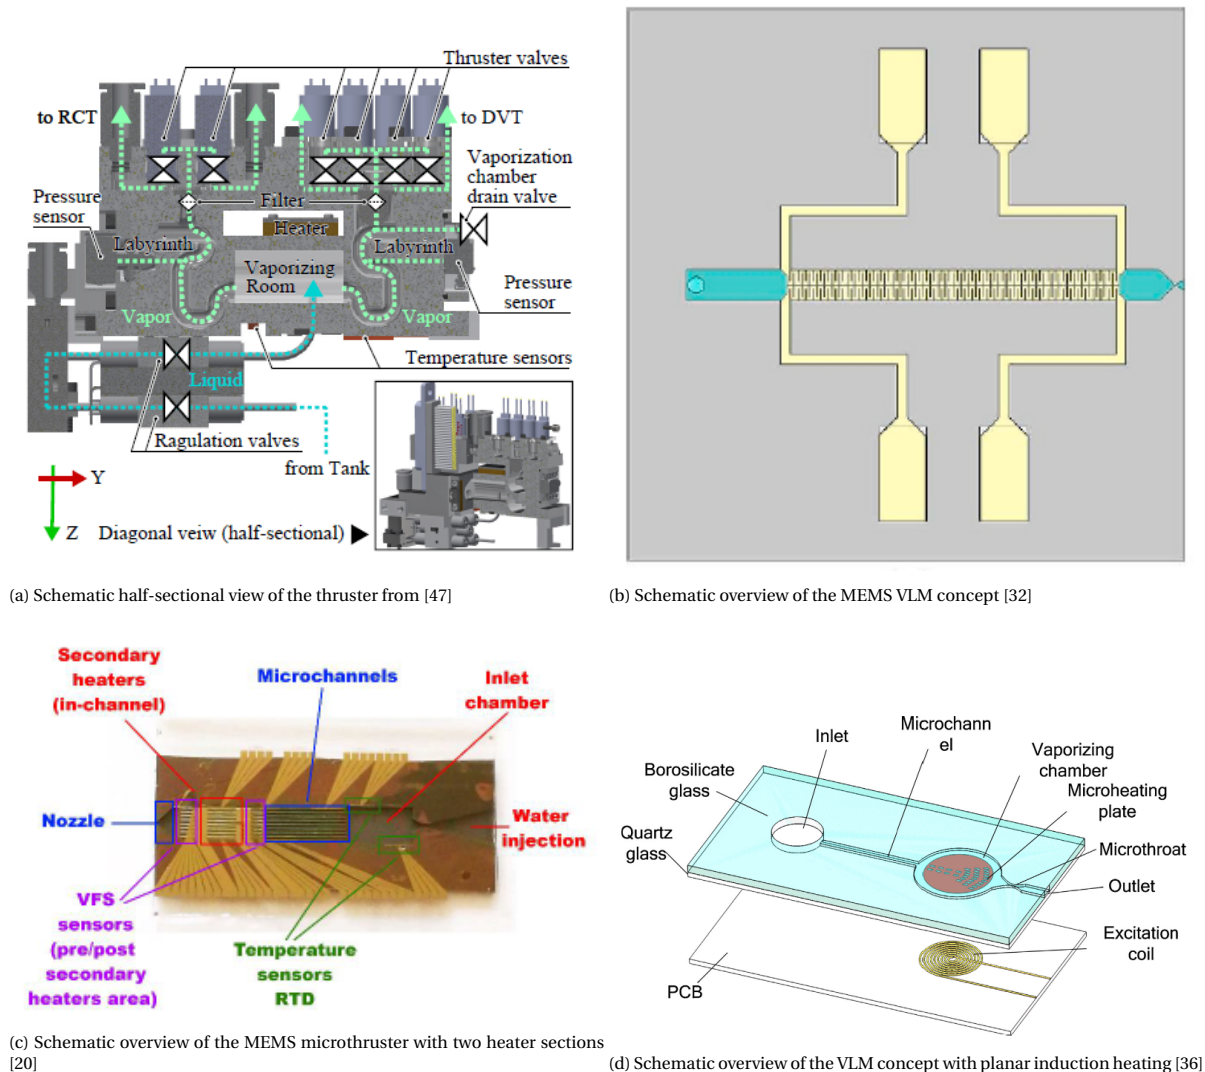 Thruster valves
to RCT
to DVT
Vaporization
chamber
drain valve
Pressure
sensor
Filter
Heater
Labyrinth
Labyrinth
Vaporizing
Room
Pressure
sensor
Vapor
Vapor
Temperature sensors
Liquid
Ragulation valves
from Tank
Y
Z
Diagonal veiw (half-sectional)
(a) Schematic half-sectional view of the thruster from [47]
(b) Schematic overview of the MEMS VLM concept [32]
Secondary
heaters
(in-channel)
Microchannels
Inlet
chamber
Nozzle
Water
injection
VFS
sensors
(pre/post
secondary
heaters area)
Temperature
sensors
RTD
(c) Schematic overview of the MEMS microthruster with two heater sections
[20]
Inlet
Microchann
el
Vaporizing
chamber
Microheating
plate
Borosilicate
glass
Quartz
glass
Microthroat
Outlet
Excitation
coil
PCB
(d) Schematic overview of the VLM concept with planar induction heating [36]